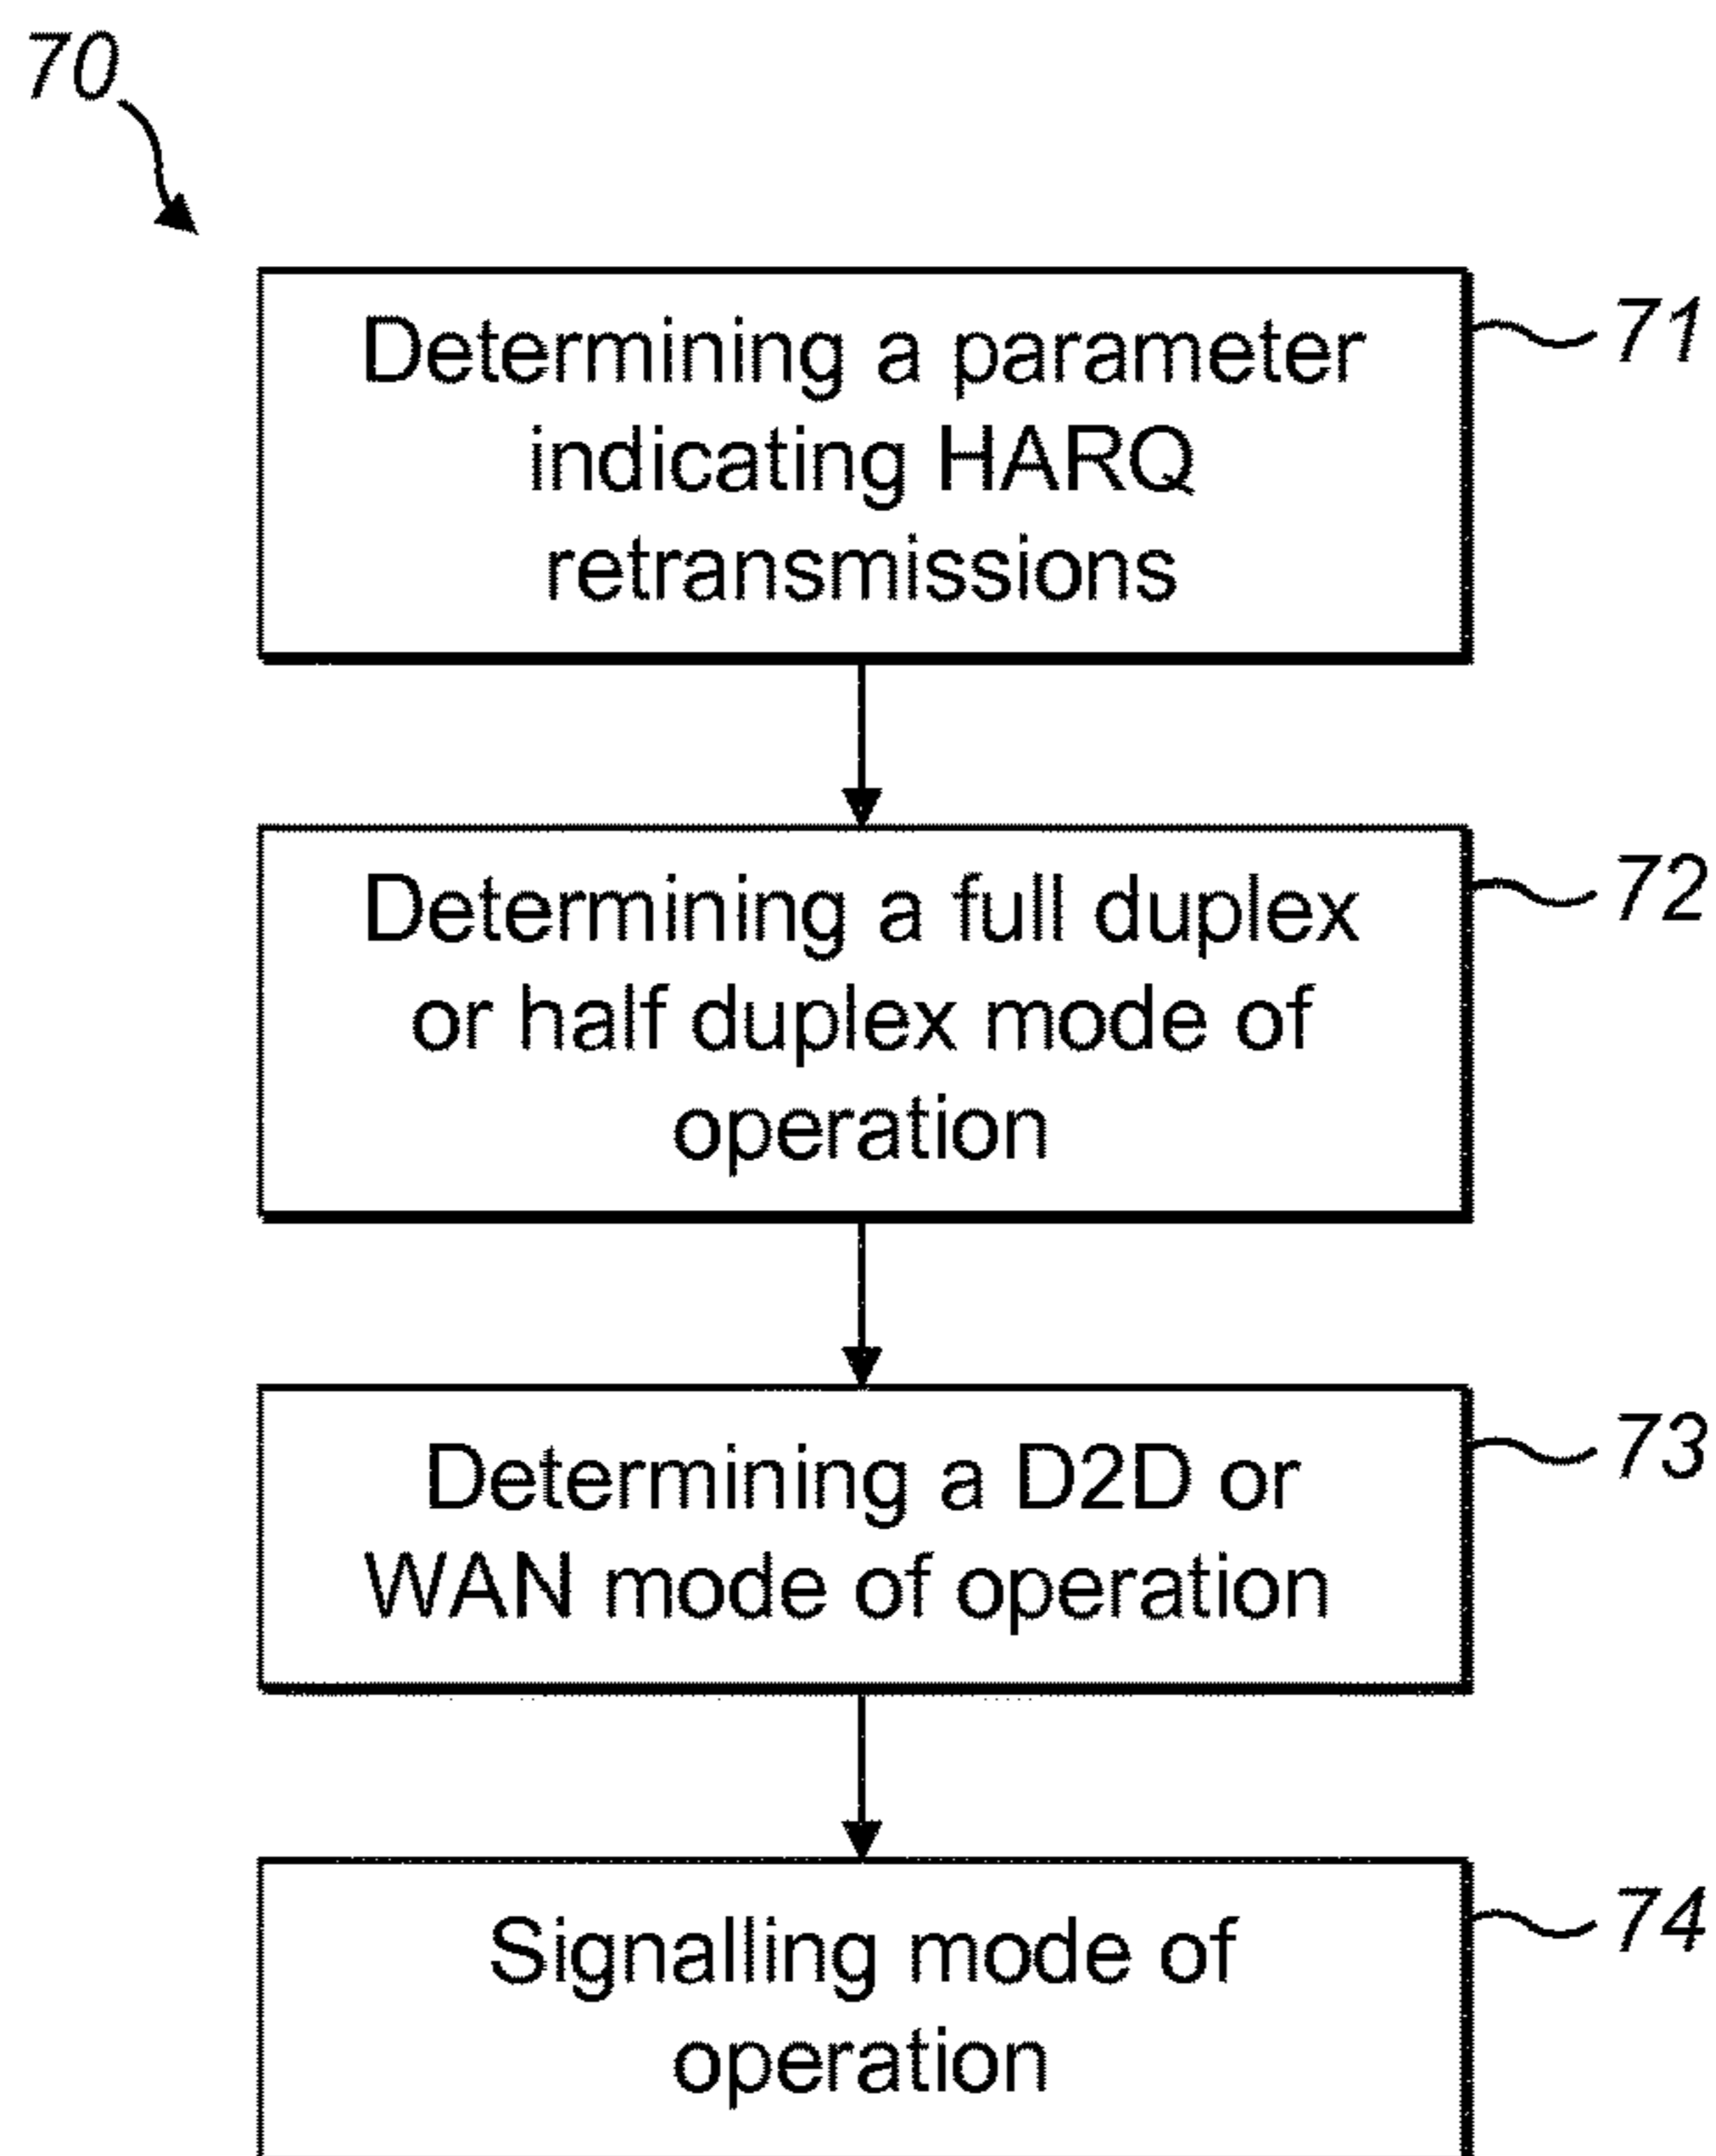 70
Determining a parameter
indicating HARQ
retransmissions
71
Determining a full duplex
or half duplex mode of
operation
72
Determining a D2D or
WAN mode of operation
73
Signalling mode of
operation
74